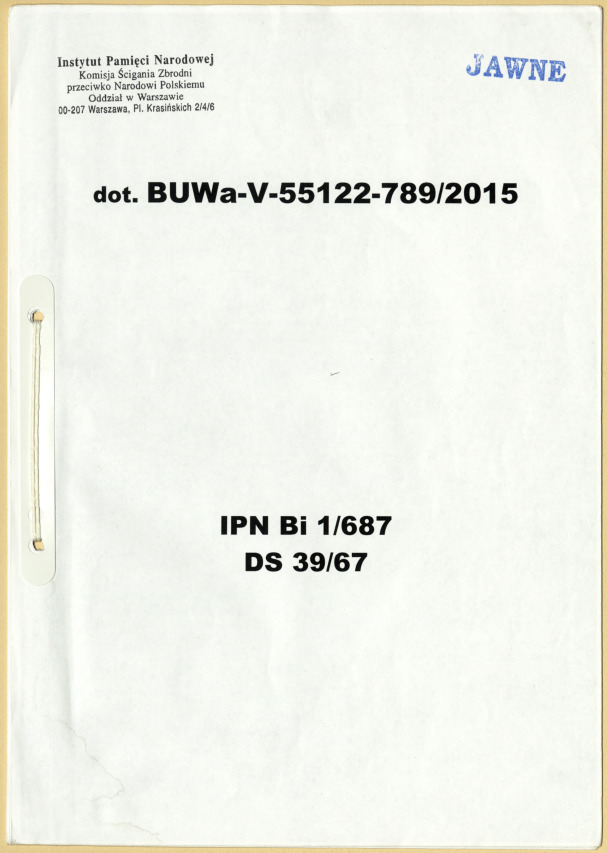 Instytut Pamięci Narodowej
Komisja Ścigania Zbrodni
przeciwko Narodowi Polskiemu
Oddział w Warszawie
00-207 Warszawa, Pl. Krasińskich 2/4/6
JAWNE
dot. BUWa-V-55122-789/2015
IPN Bi 1/687
DS 39/67